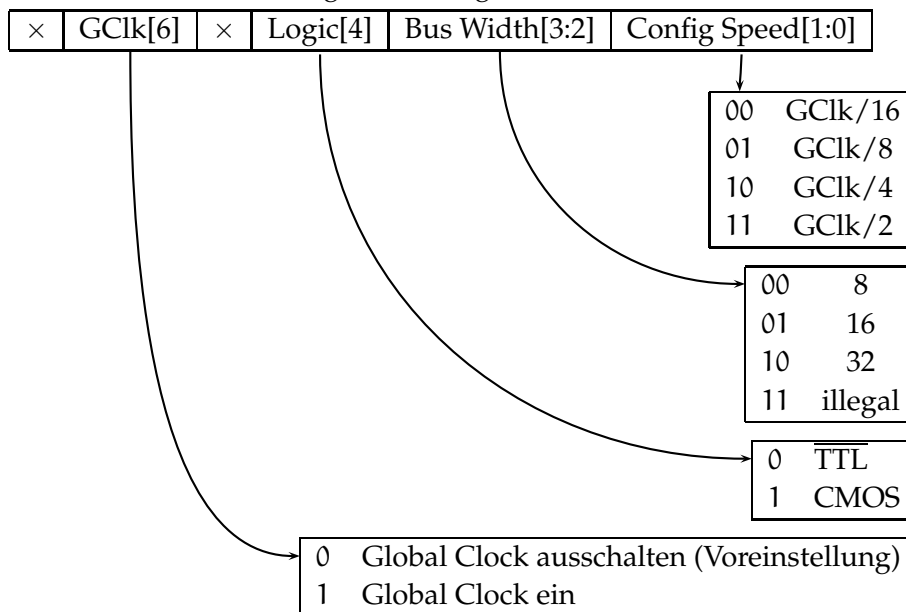 × GClk[6] × Logic[4] Bus Width[3:2] Config Speed[1:0]
00 GClk/16
01 GClk/8
10 GClk/4
11 GClk/2
00 8
01 16
10 32
11 illegal
0 TTL
1 CMOS
0 Global Clock ausschalten (Voreinstellung)
1 Global Clock ein